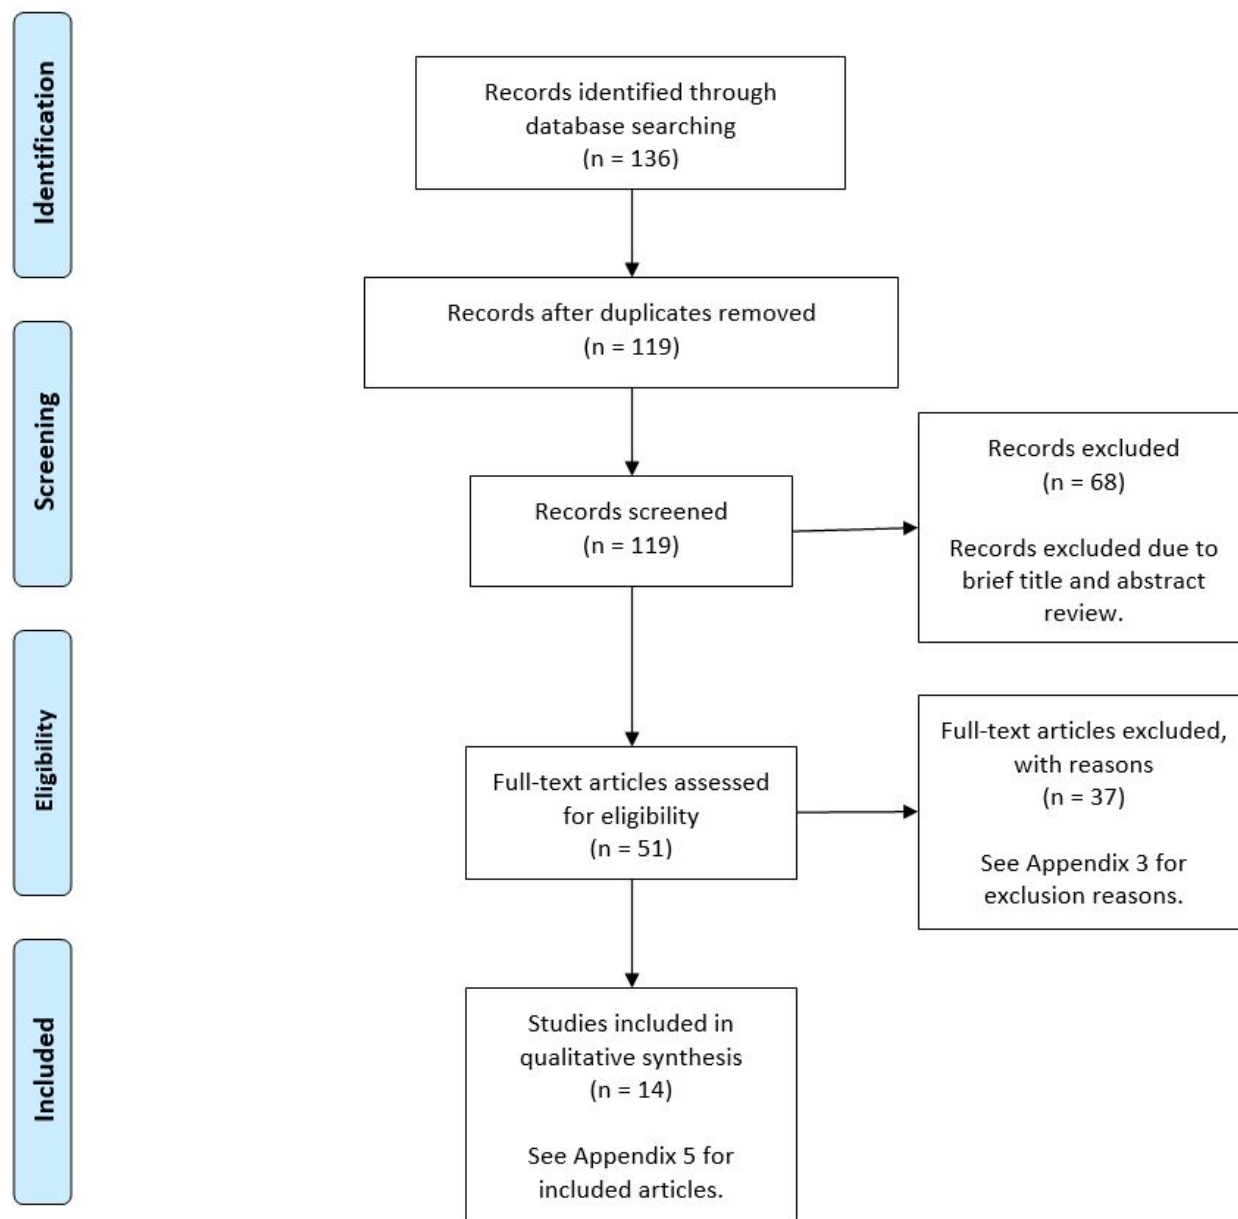 Identification
Records identified through
database searching
(n = 136)
Records after duplicates removed
(n = 119)
Screening
Records screened
(n = 119)
Records excluded
(n = 68)
Records excluded due to
brief title and abstract
review.
Eligibility
Full-text articles assessed
for eligibility
(n = 51)
Full-text articles excluded,
with reasons
(n = 37)
See Appendix 3 for
exclusion reasons.
Included
Studies included in
qualitative synthesis
(n = 14)
See Appendix 5 for
included articles.